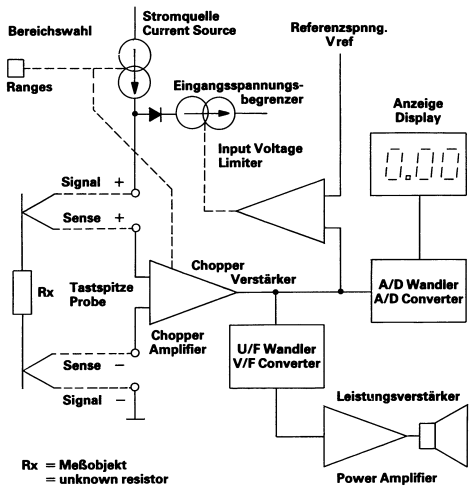 Stromquelle
Current Source
Bereichswahl
Ranges
Referenzspnng.
Vref
Eingangsspannungs-
begrenzer
Input Voltage
Limiter
Anzeige
Display
0.00
Signal +
Sense +
Rx
Tastspitze
Probe
Chopper
Verstärker
Chopper
Amplifier
A/D Wandler
A/D Converter
U/F Wandler
V/F Converter
Sense −
Signal −
Leistungsverstärker
Power Amplifier
Rx = Meßobjekt
= unknown resistor